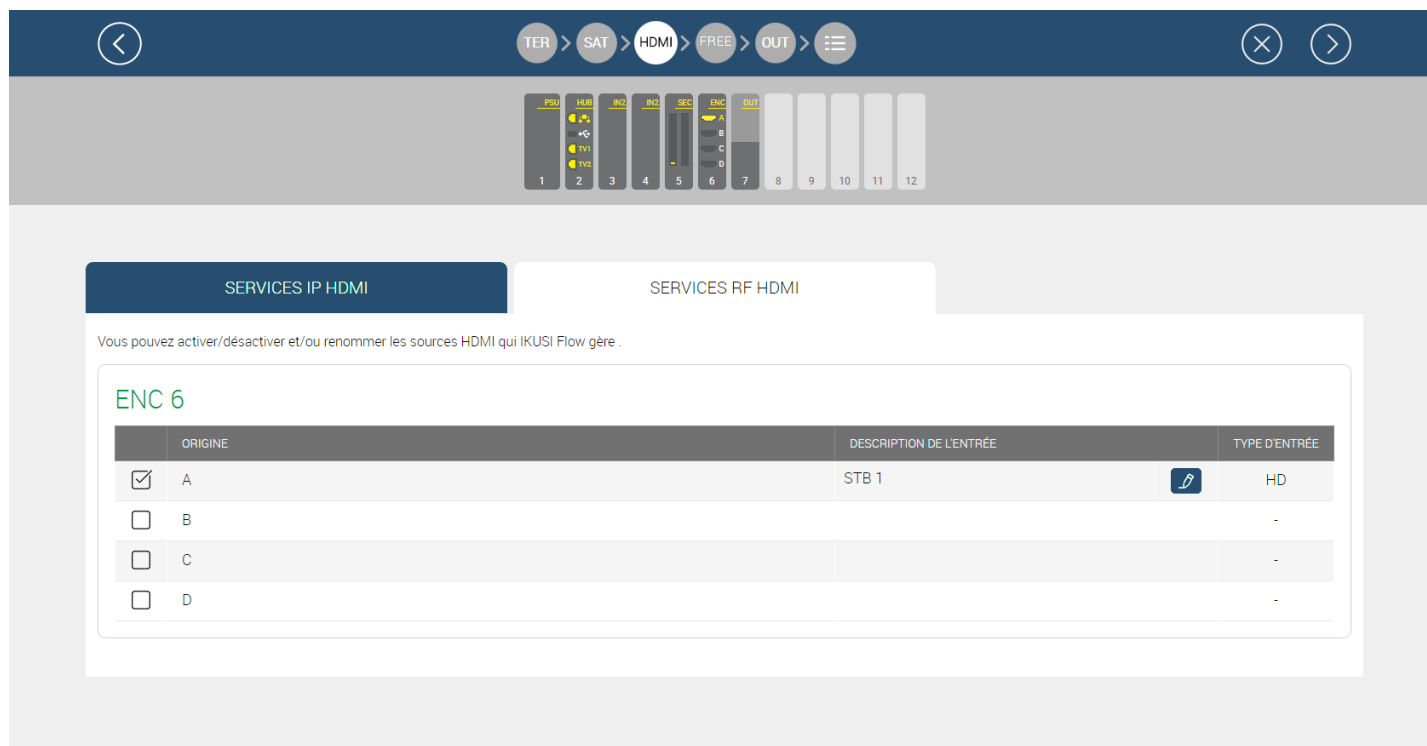 TER > SAT > HDMI > FREE > OUT >
PSU HUB IN2 IN2 SEC ENC OUT
A
B
TV1 C
TV2 D
1 2 3 4 5 6 7 8 9 10 11 12
SERVICES IP HDMI SERVICES RF HDMI
Vous pouvez activer/désactiver et/ou renommer les sources HDMI qui IKUSI Flow gère .
ENC 6
ORIGINE DESCRIPTION DE L'ENTRÉE TYPE D'ENTRÉE
A STB 1 HD
B -
C -
D -